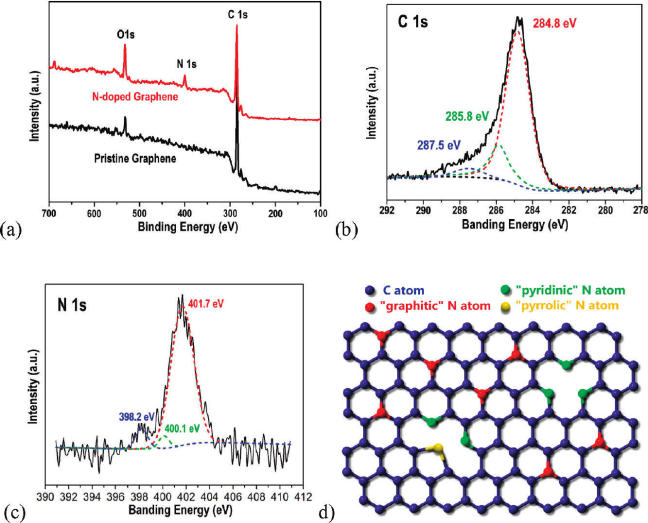 C 1s
O1s
N 1s
N-doped Graphene
Pristine Graphene
Intensity (a.u.)
700 600 500 400 300 200 100
Binding Energy (eV)
(a)
C 1s
284.8 eV
285.8 eV
287.5 eV
Intensity (a.u.)
292 290 288 286 284 282 280 278
Banding Energy (eV)
(b)
N 1s
401.7 eV
398.2 eV
400.1 eV
Intensity (a.u.)
390 392 394 396 398 400 402 404 406 408 410 412
Banding Energy (eV)
(c)
C atom
"pyridinic" N atom
"graphitic" N atom
"pyrrolic" N atom
d)